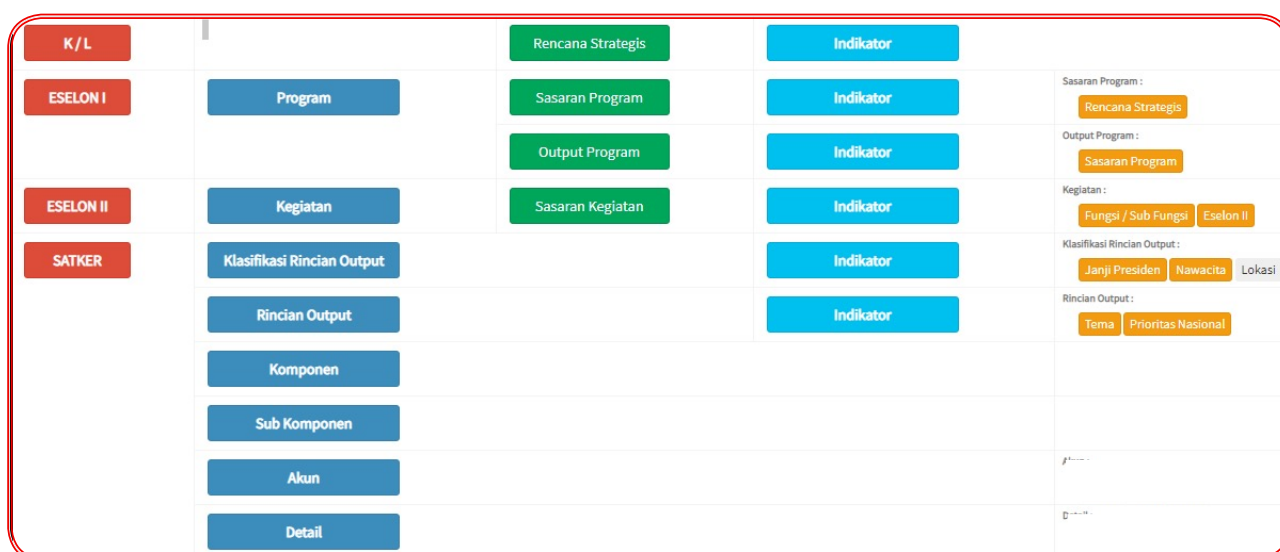 K / L Rencana Strategis Indikator
ESELON I Program Sasaran Program Indikator Sasaran Program :
Rencana Strategis
Output Program Indikator Output Program :
Sasaran Program
ESELON II Kegiatan Sasaran Kegiatan Indikator Kegiatan :
Fungsi / Sub Fungsi Eselon II
SATKER Klasifikasi Rincian Output Indikator Klasifikasi Rincian Output :
Janji Presiden Nawacita Lokasi
Rincian Output Indikator Rincian Output :
Tema Prioritas Nasional
Komponen
Sub Komponen
Akun
Detail